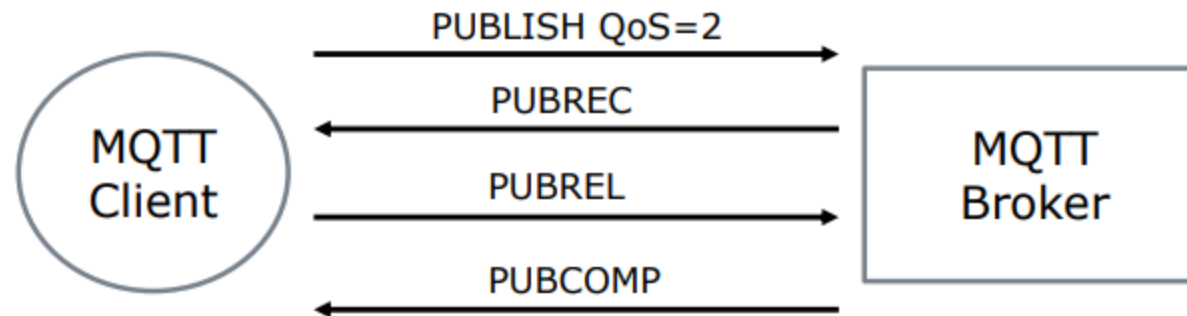 PUBLISH QoS=2
PUBREC
MQTT
Client
MQTT
Broker
PUBREL
PUBCOMP